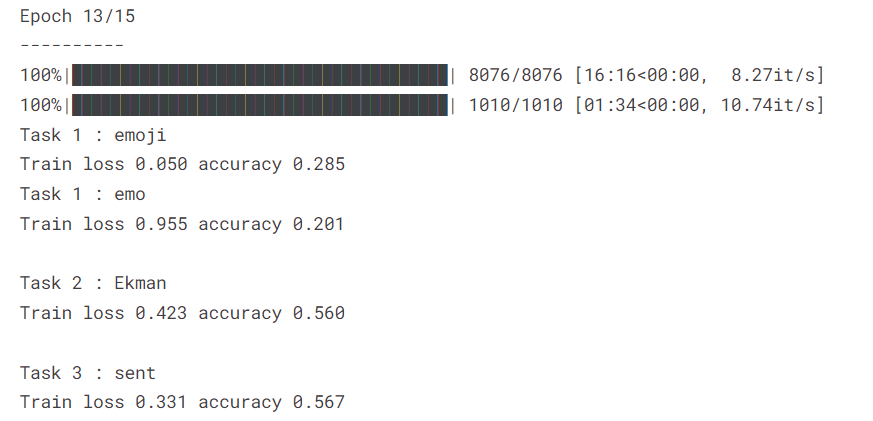 Epoch 13/15
----------
100%|██████████| 8076/8076 [16:16<00:00,  8.27it/s]
100%|██████████| 1010/1010 [01:34<00:00, 10.74it/s]
Task 1 : emoji
Train loss 0.050 accuracy 0.285
Task 1 : emo
Train loss 0.955 accuracy 0.201
Task 2 : Ekman
Train loss 0.423 accuracy 0.560
Task 3 : sent
Train loss 0.331 accuracy 0.567